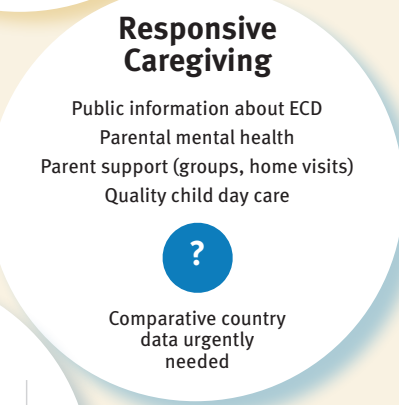 Responsive
Caregiving
Public information about ECD
Parental mental health
Parent support (groups, home visits)
Quality child day care
?
Comparative country
data urgently
needed